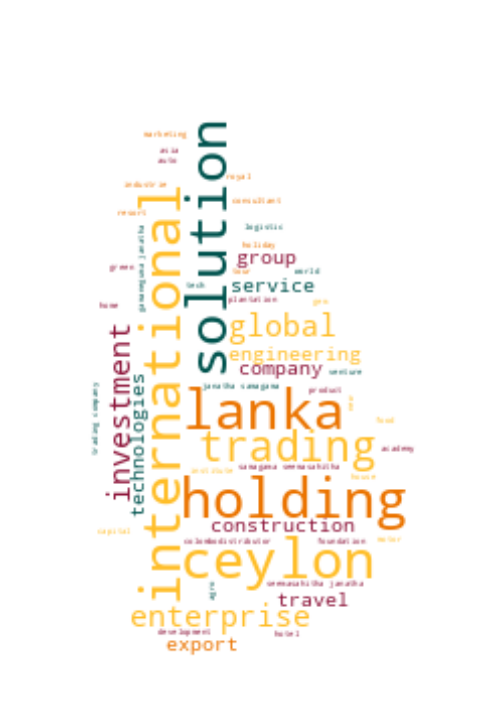 marketing
asia
auto
solution
royal
industrie
international
consultant
resort
logistic
gamameguna janatha
holiday
group
green
tour
world
tech
service
plantation
geo
home
global
investment
engineering
company
venture
technologies
janatha samagama
product
trading company
lanka
food
trading
academy
samagama seemasahitha
institute
house
holding
construction
capital
colombodistributor
foundation
motor
ceylon
seemasahitha janatha
agro
travel
enterprise
development
hotel
export